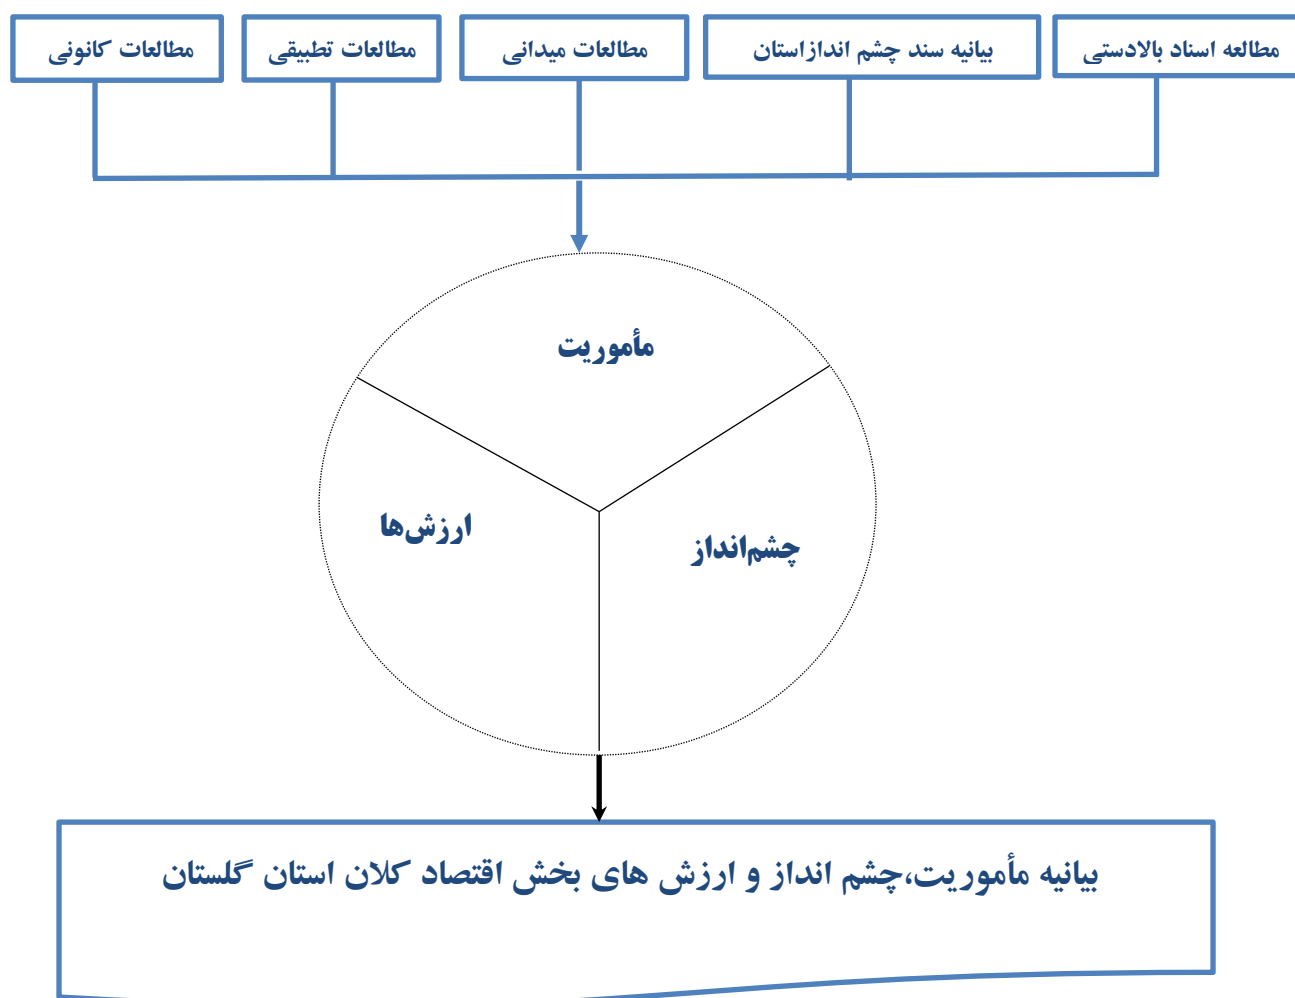 مطالعه اسناد بالادستی
بیانیه سند چشم اندازاستان
مطالعات میدانی
مطالعات تطبیقی
مطالعات کانونی
مأموریت
چشم‌انداز
ارزش‌ها
بیانیه مأموریت،چشم انداز و ارزش های بخش اقتصاد کلان استان گلستان